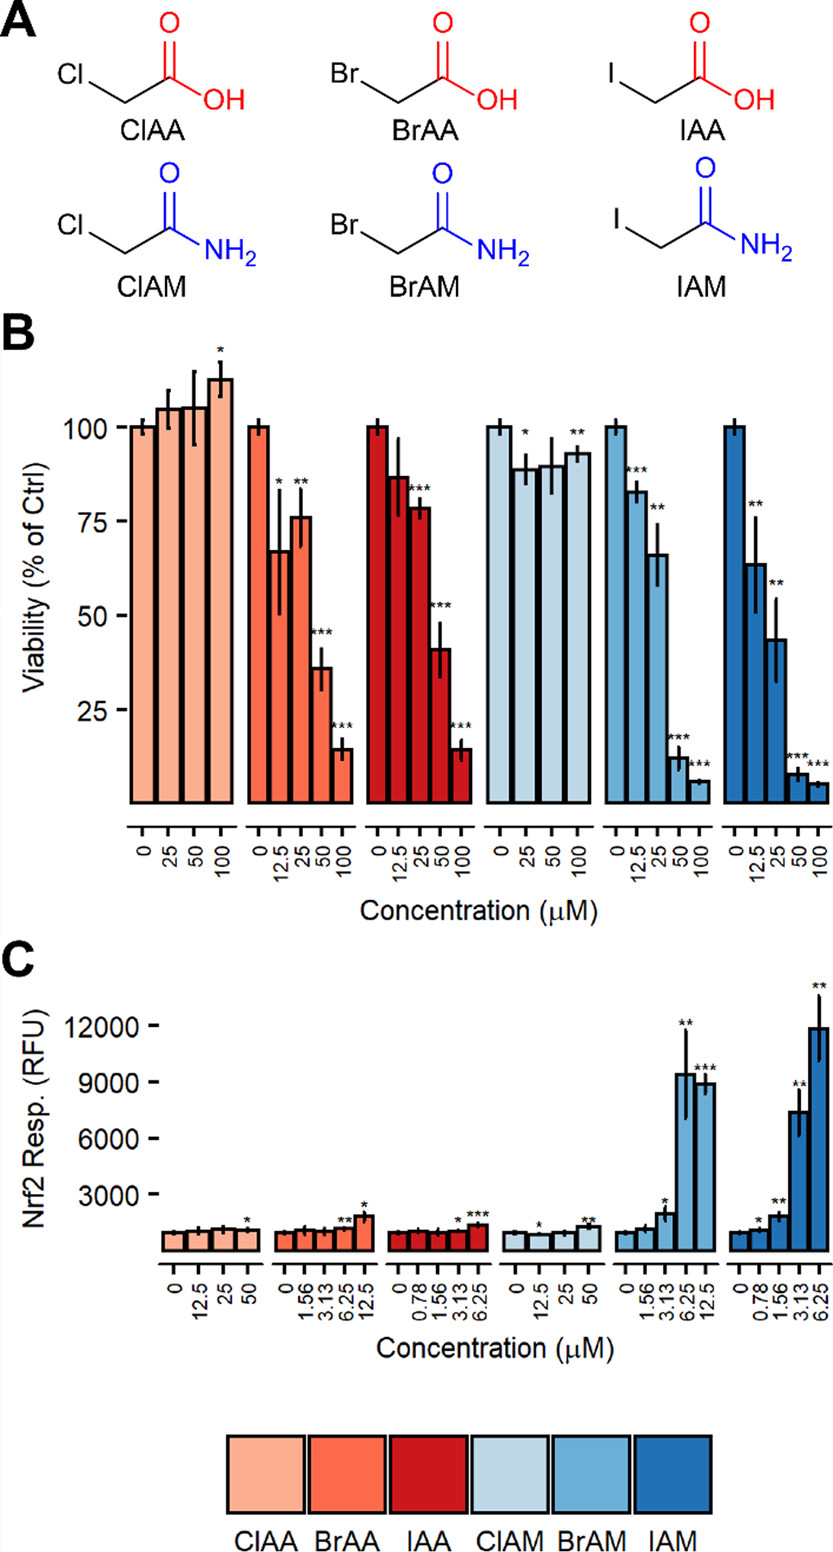 A
O O O
Cl OH Br OH I OH
ClAA BrAA IAA
O O O
Cl NH2 Br NH2 I NH2
ClAM BrAM IAM
B
Viability (% of Ctrl)
100
75
50
25
* * ** *** *** *** *** *** * ** *** ** *** *** ** ** *** ***
0 25 50 100 0 12.5 25 50 100 0 12.5 25 50 100 0 25 50 100 0 12.5 25 50 100 0 12.5 25 50 100
Concentration (μM)
C
Nrf2 Resp. (RFU)
12000
9000
6000
3000
* ** * * *** * ** * ** *** * ** ** **
0 12.5 25 50 0 1.56 3.13 6.25 12.5 0 0.78 1.56 3.13 6.25 0 12.5 25 50 0 1.56 3.13 6.25 12.5 0 0.78 1.56 3.13 6.25
Concentration (μM)
ClAA BrAA IAA ClAM BrAM IAM